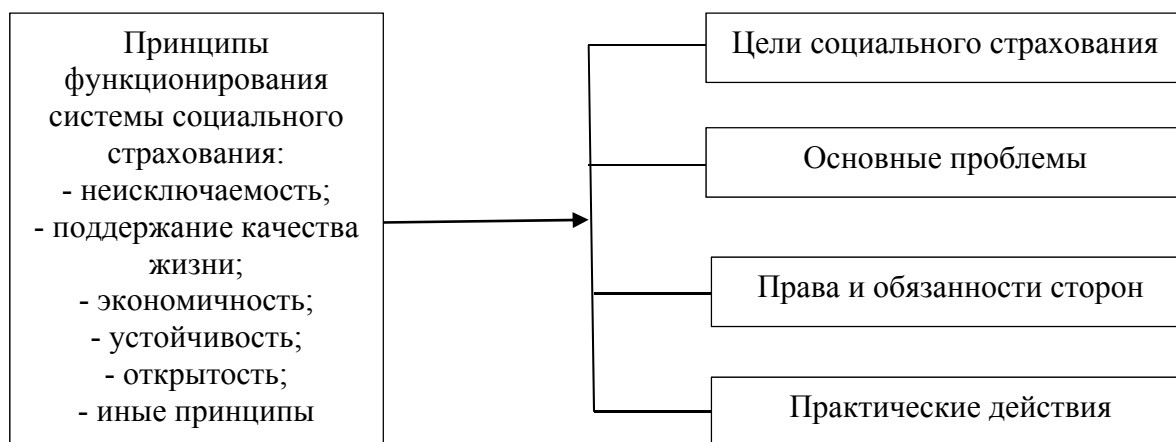 Принципы
функционирования
системы социального
страхования:
- неисключаемость;
- поддержание качества
жизни;
- экономичность;
- устойчивость;
- открытость;
- иные принципы
Цели социального страхования
Основные проблемы
Права и обязанности сторон
Практические действия